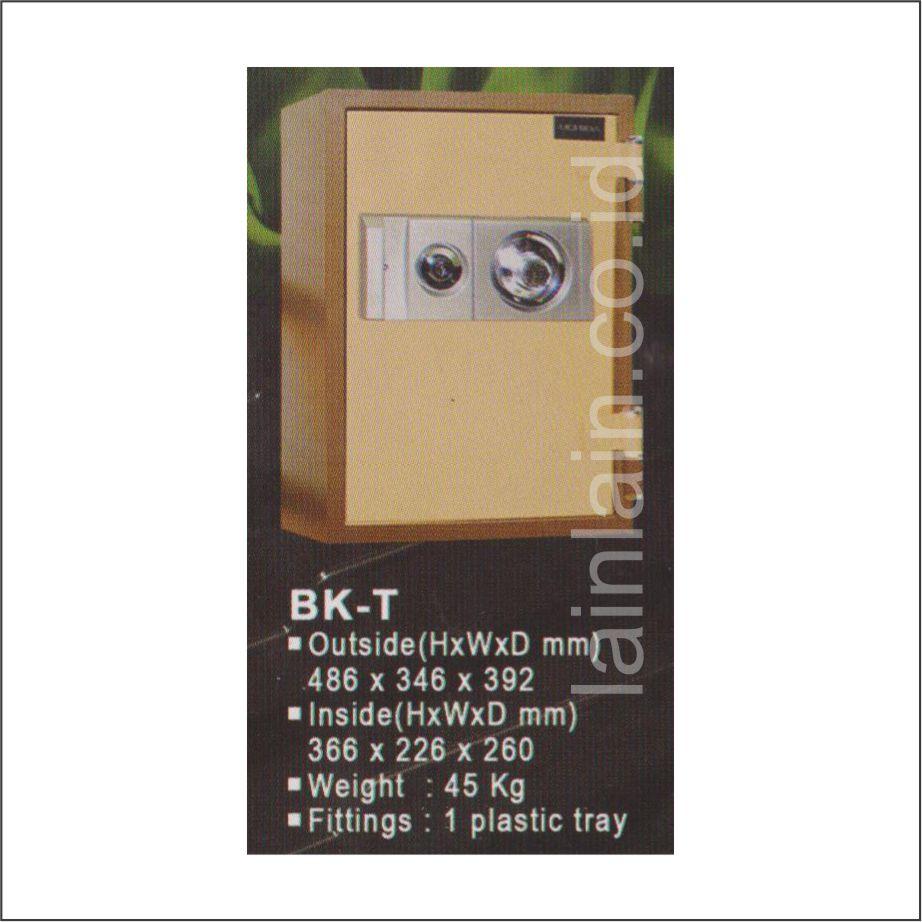 BK-T
Outside(HxWxD mm)
486 x 346 x 392
Inside(HxWxD mm)
366 x 226 x 260
Weight : 45 Kg
Fittings : 1 plastic tray
lainlain.co.id